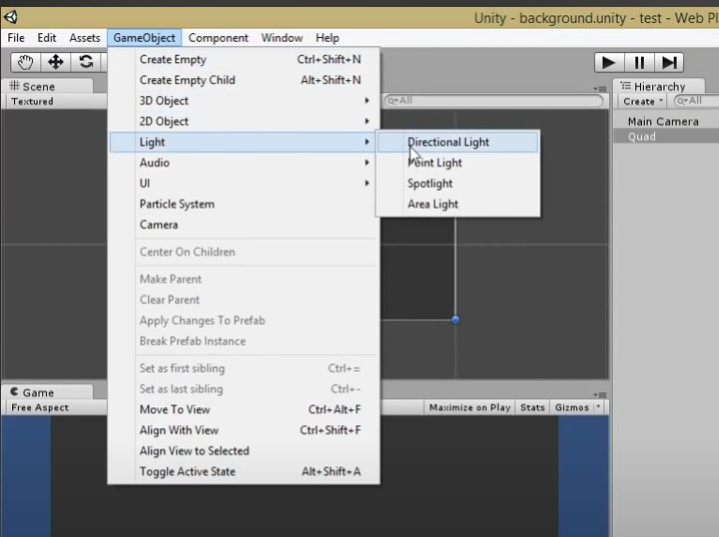 Unity - background.unity - test - Web Pl
File Edit Assets GameObject Component Window Help
Create Empty Ctrl+Shift+N
Create Empty Child Alt+Shift+N
3D Object
2D Object
Light
Audio
UI
Particle System
Camera
Center On Children
Make Parent
Clear Parent
Apply Changes To Prefab
Break Prefab Instance
Set as first sibling Ctrl+=
Set as last sibling Ctrl+-
Move To View Ctrl+Alt+F
Align With View Ctrl+Shift+F
Align View to Selected
Toggle Active State Alt+Shift+A
Directional Light
Point Light
Spotlight
Area Light
Scene
Textured
All
Hierarchy
Create All
Main Camera
Quad
Game
Free Aspect
Maximize on Play Stats Gizmos